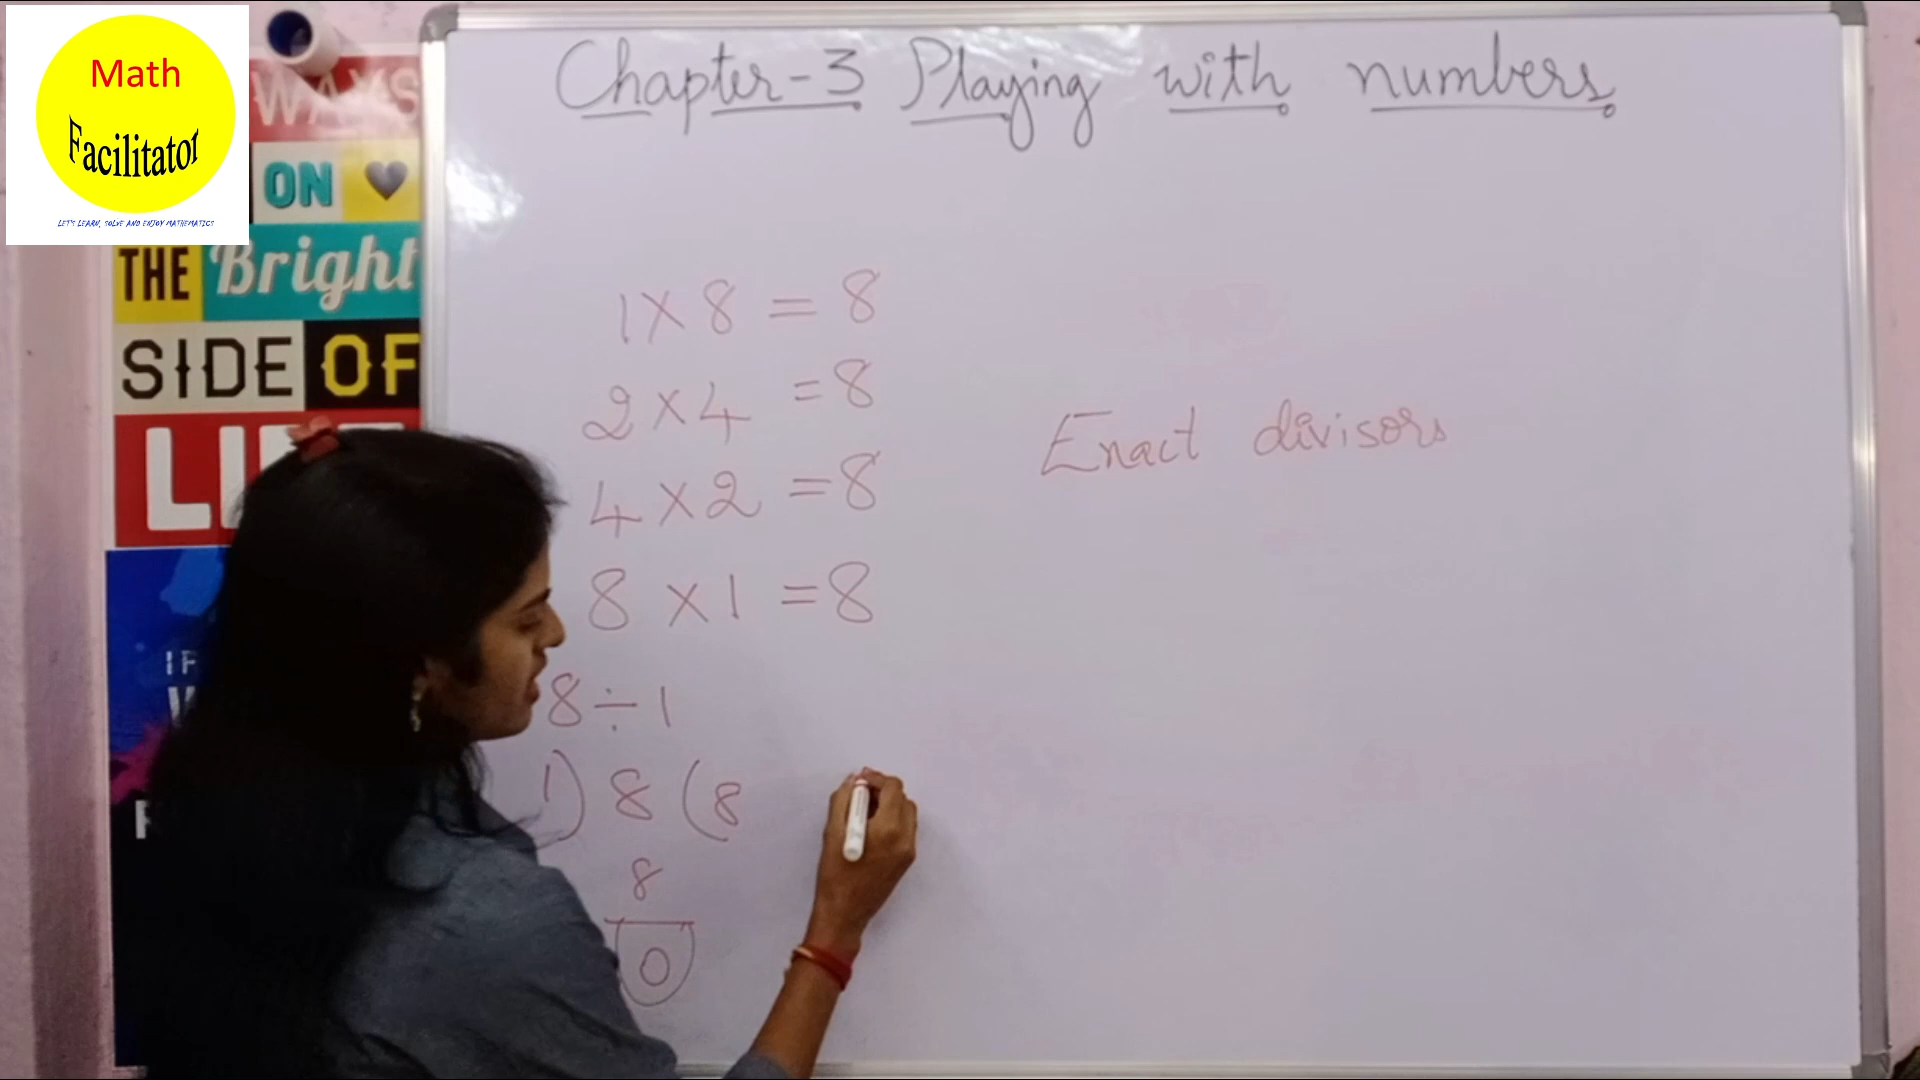 Math
Facilitator
LET'S LEARN, SOLVE AND ENJOY MATHEMATICS
WAYS
ON
THE Bright
SIDE OF
Chapter-3 Playing with numbers
1 × 8 = 8
2 × 4 = 8
4 × 2 = 8
8 × 1 = 8
Exact divisors
8 ÷ 1
1) 8 (8
8
0